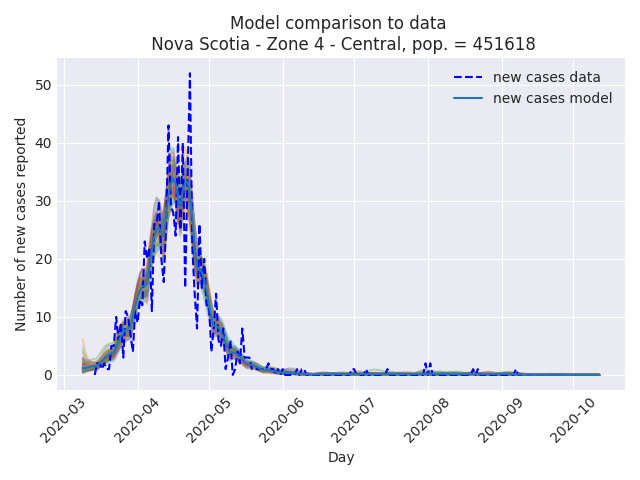 Model comparison to data
Nova Scotia - Zone 4 - Central, pop. = 451618
new cases data
new cases model
Number of new cases reported
50
40
30
20
10
0
2020-03
2020-04
2020-05
2020-06
2020-07
2020-08
2020-09
2020-10
Day